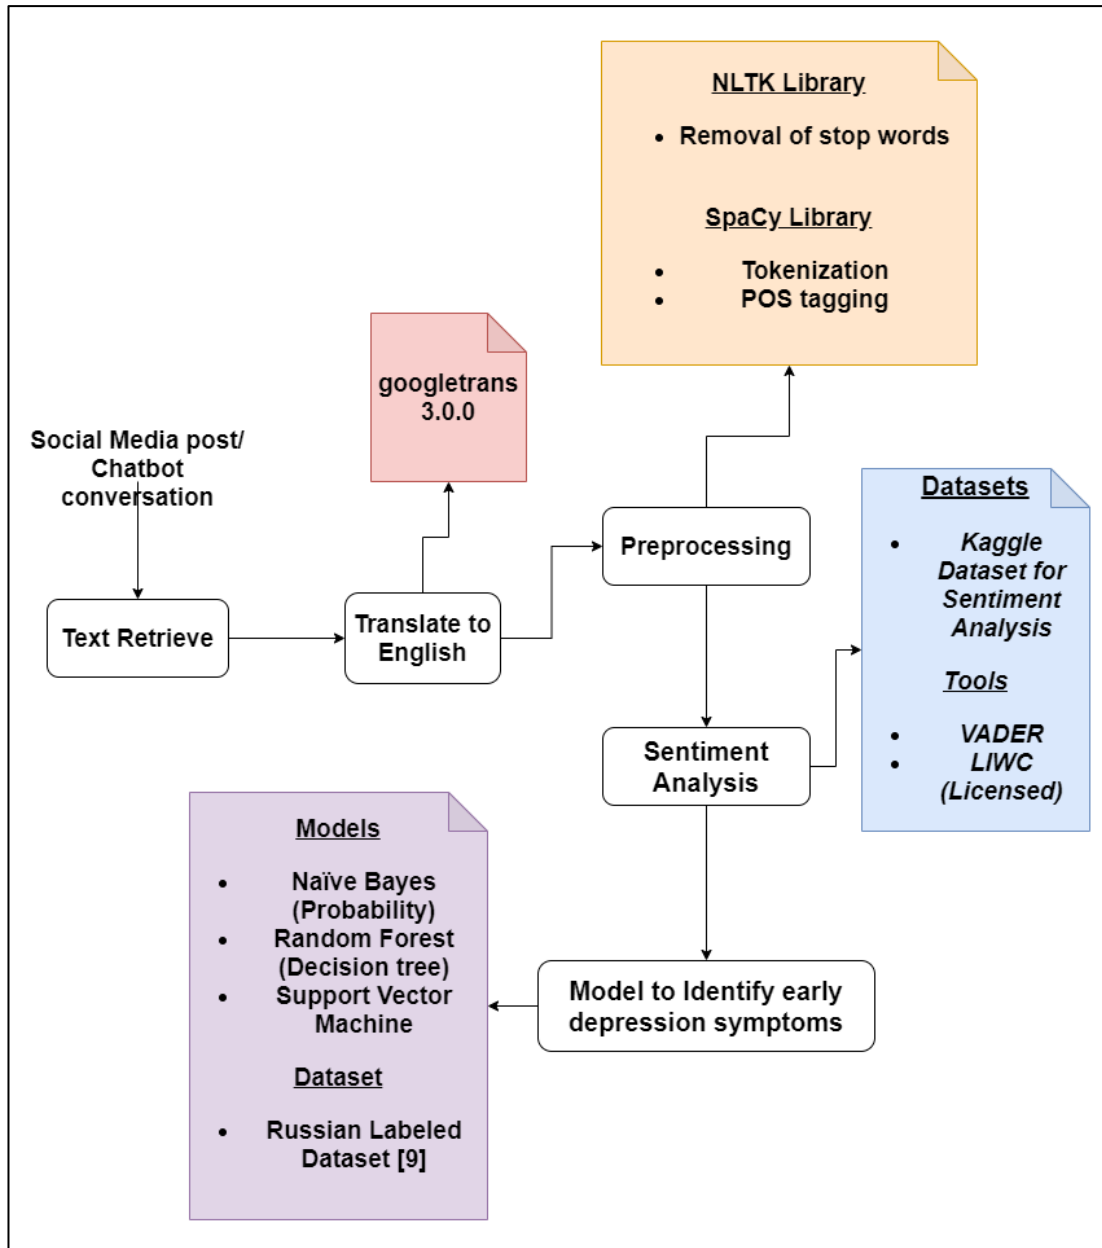 NLTK Library
• Removal of stop words
SpaCy Library
• Tokenization
• POS tagging
googletrans
3.0.0
Social Media post/
Chatbot
conversation
Text Retrieve
Translate to
English
Preprocessing
Datasets
• Kaggle
Dataset for
Sentiment
Analysis
Tools
• VADER
• LIWC
(Licensed)
Sentiment
Analysis
Models
• Naïve Bayes
(Probability)
• Random Forest
(Decision tree)
• Support Vector
Machine
Dataset
• Russian Labeled
Dataset [9]
Model to Identify early
depression symptoms